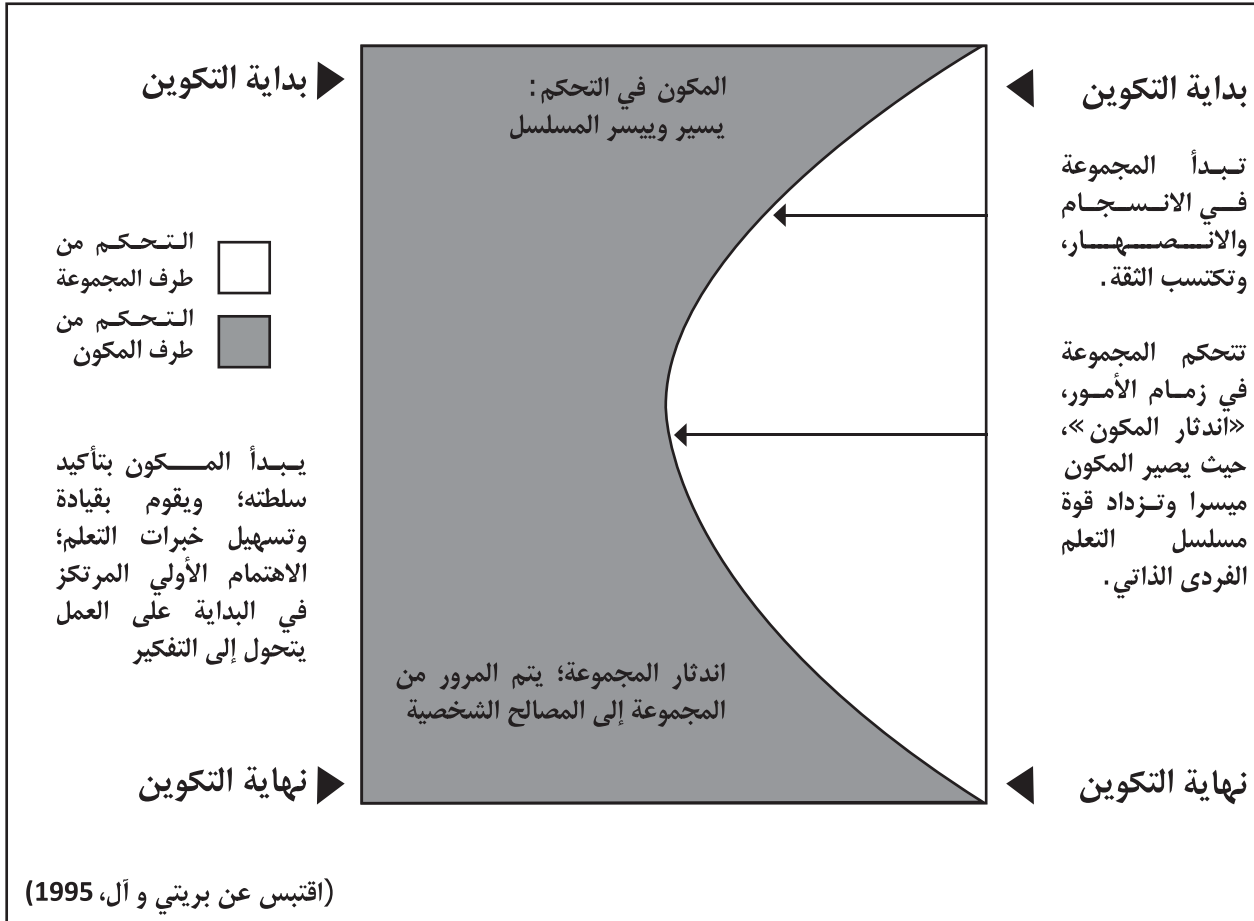 بداية التكوين
تبدأ المجموعة
في الانسجام
والانصهار،
وتكتسب الثقة.
تتحكم المجموعة
في زمام الأمور،
«اندثار المكون»،
حيث يصير المكون
ميسرا وتزداد قوة
مسلسل التعلم
الفردى الذاتي.
نهاية التكوين
المكون في التحكم:
يسير وييسر المسلسل
اندثار المجموعة؛ يتم المرور من
المجموعة إلى المصالح الشخصية
بداية التكوين
التحكم من
طرف المجموعة
التحكم من
طرف المكون
يبدأ المكون بتأكيد
سلطته؛ ويقوم بقيادة
وتسهيل خبرات التعلم؛
الاهتمام الأولي المرتكز
في البداية على العمل
يتحول إلى التفكير
نهاية التكوين
(اقتبس عن بريتي و آل، 1995)